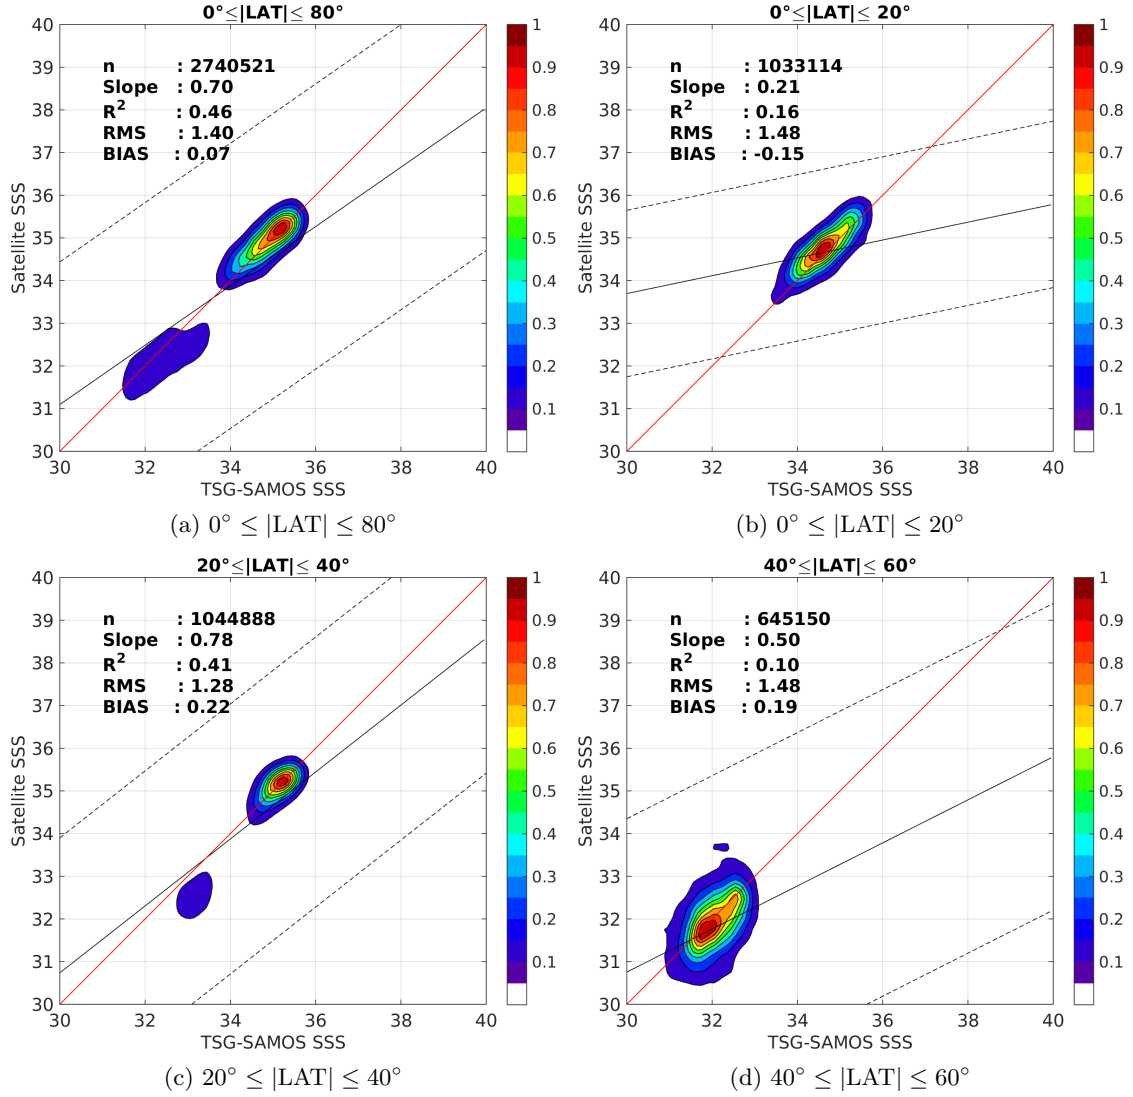 0°≤|LAT|≤ 80°
n : 2740521
Slope : 0.70
R² : 0.46
RMS : 1.40
BIAS : 0.07
Satellite SSS
40
39
38
37
36
35
34
33
32
31
30
30 32 34 36 38 40
TSG-SAMOS SSS
1
0.9
0.8
0.7
0.6
0.5
0.4
0.3
0.2
0.1
(a) 0° ≤ |LAT| ≤ 80°
0°≤|LAT|≤ 20°
n : 1033114
Slope : 0.21
R² : 0.16
RMS : 1.48
BIAS : -0.15
Satellite SSS
40
39
38
37
36
35
34
33
32
31
30
30 32 34 36 38 40
TSG-SAMOS SSS
1
0.9
0.8
0.7
0.6
0.5
0.4
0.3
0.2
0.1
(b) 0° ≤ |LAT| ≤ 20°
20°≤|LAT|≤ 40°
n : 1044888
Slope : 0.78
R² : 0.41
RMS : 1.28
BIAS : 0.22
Satellite SSS
40
39
38
37
36
35
34
33
32
31
30
30 32 34 36 38 40
TSG-SAMOS SSS
1
0.9
0.8
0.7
0.6
0.5
0.4
0.3
0.2
0.1
(c) 20° ≤ |LAT| ≤ 40°
40°≤|LAT|≤ 60°
n : 645150
Slope : 0.50
R² : 0.10
RMS : 1.48
BIAS : 0.19
Satellite SSS
40
39
38
37
36
35
34
33
32
31
30
30 32 34 36 38 40
TSG-SAMOS SSS
1
0.9
0.8
0.7
0.6
0.5
0.4
0.3
0.2
0.1
(d) 40° ≤ |LAT| ≤ 60°